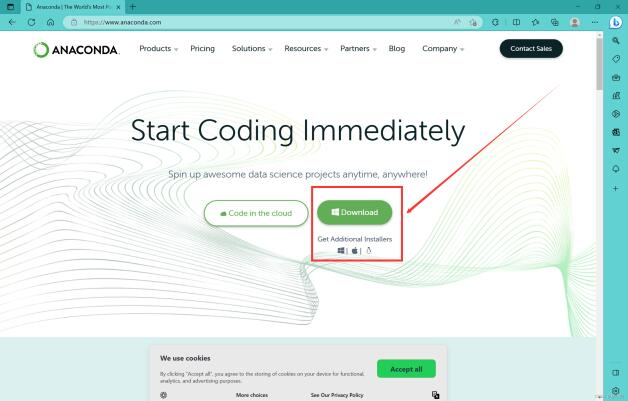 Anaconda | The World's Most Po
https://www.anaconda.com
ANACONDA.
Products
Pricing
Solutions
Resources
Partners
Blog
Company
Contact Sales
Start Coding Immediately
Spin up awesome data science projects anytime, anywhere!
Code in the cloud
Download
Get Additional Installers
We use cookies
By clicking "Accept all", you agree to the storing of cookies on your device for functional,
analytics, and advertising purposes.
Accept all
More choices
See Our Privacy Policy